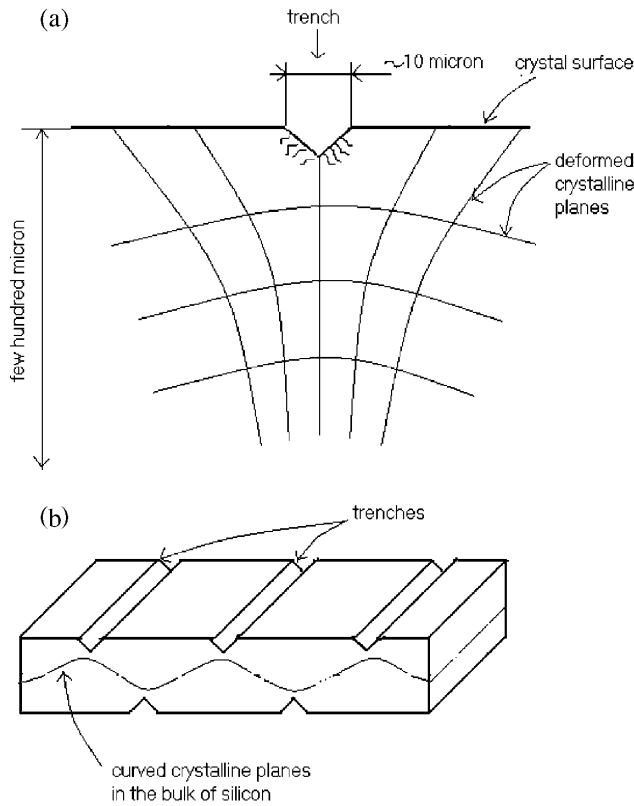 (a)
trench
~10 micron
crystal surface
deformed
crystalline
planes
few hundred micron
(b)
trenches
curved crystalline planes
in the bulk of silicon